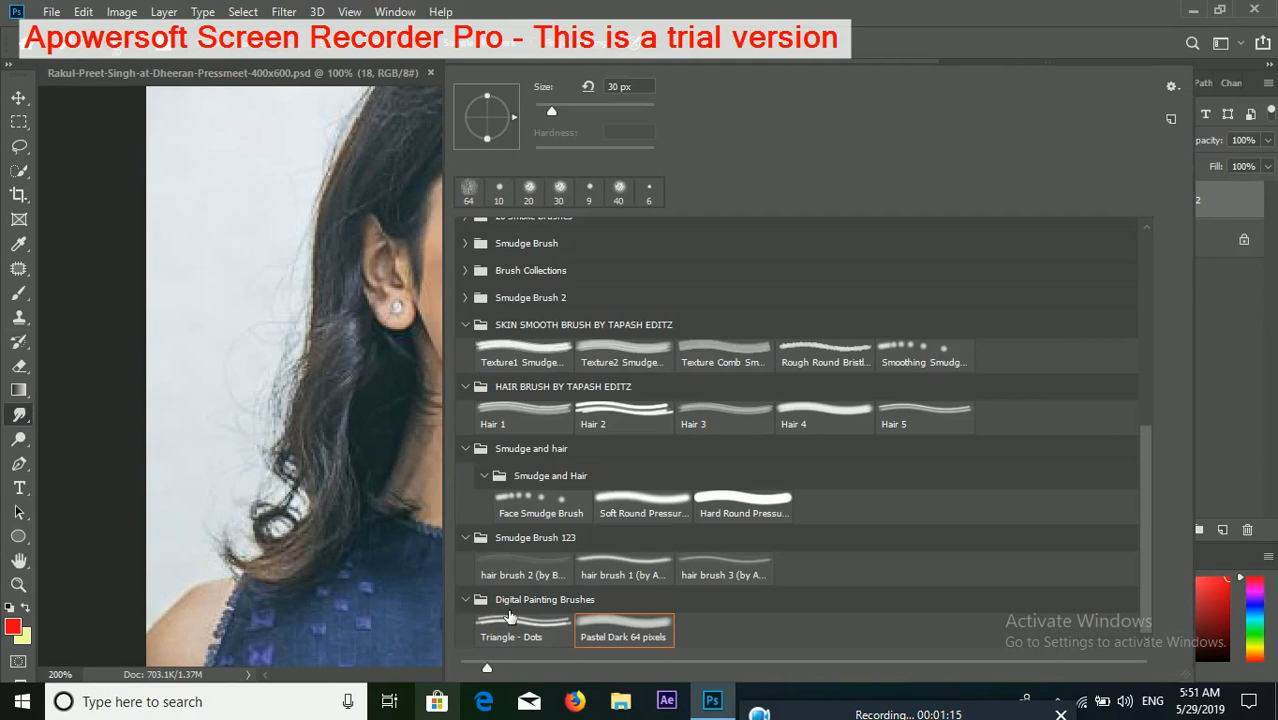 File Edit Image Layer Type Select Filter 3D View Window Help
Apowersoft Screen Recorder Pro - This is a trial version
Rakul-Preet-Singh-at-Dheeran-Pressmeet-400x600.psd @ 100% (18, RGB/8#)
Size: 30 px
Hardness:
Chan
opacity: 100%
Fill: 100%
64 10 20 30 9 40 6
2
Smudge Brush
Brush Collections
Smudge Brush 2
SKIN SMOOTH BRUSH BY TAPASH EDITZ
Texture1 Smudge... Texture2 Smudge... Texture Comb Sm... Rough Round Bristl... Smoothing Smudg...
HAIR BRUSH BY TAPASH EDITZ
Hair 1 Hair 2 Hair 3 Hair 4 Hair 5
Smudge and hair
Smudge and Hair
Face Smudge Brush Soft Round Pressur... Hard Round Pressu...
Smudge Brush 123
hair brush 2 (by B... hair brush 1 (by A... hair brush 3 (by A...
Digital Painting Brushes
Triangle - Dots Pastel Dark 64 pixels
Activate Windows
Go to Settings to activate Windows.
200% Doc: 703.1K/1.37M
Type here to search
Ae Ps
ENG
5:51 AM
5/29/2019
Recording... 00:01:15